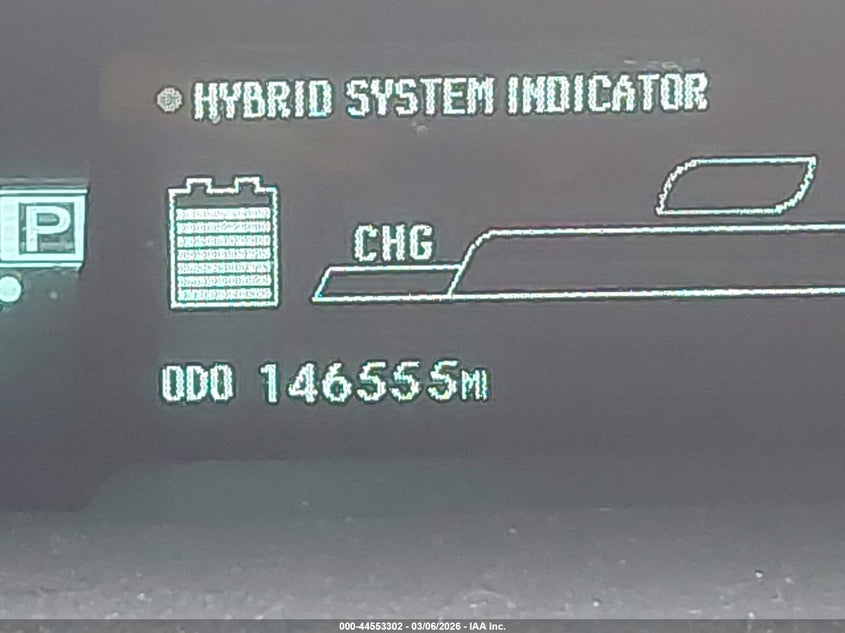 HYBRID SYSTEM INDICATOR
P
CHG
ODO 146555MI
000-44553302 - 03/06/2026 - IAA Inc.